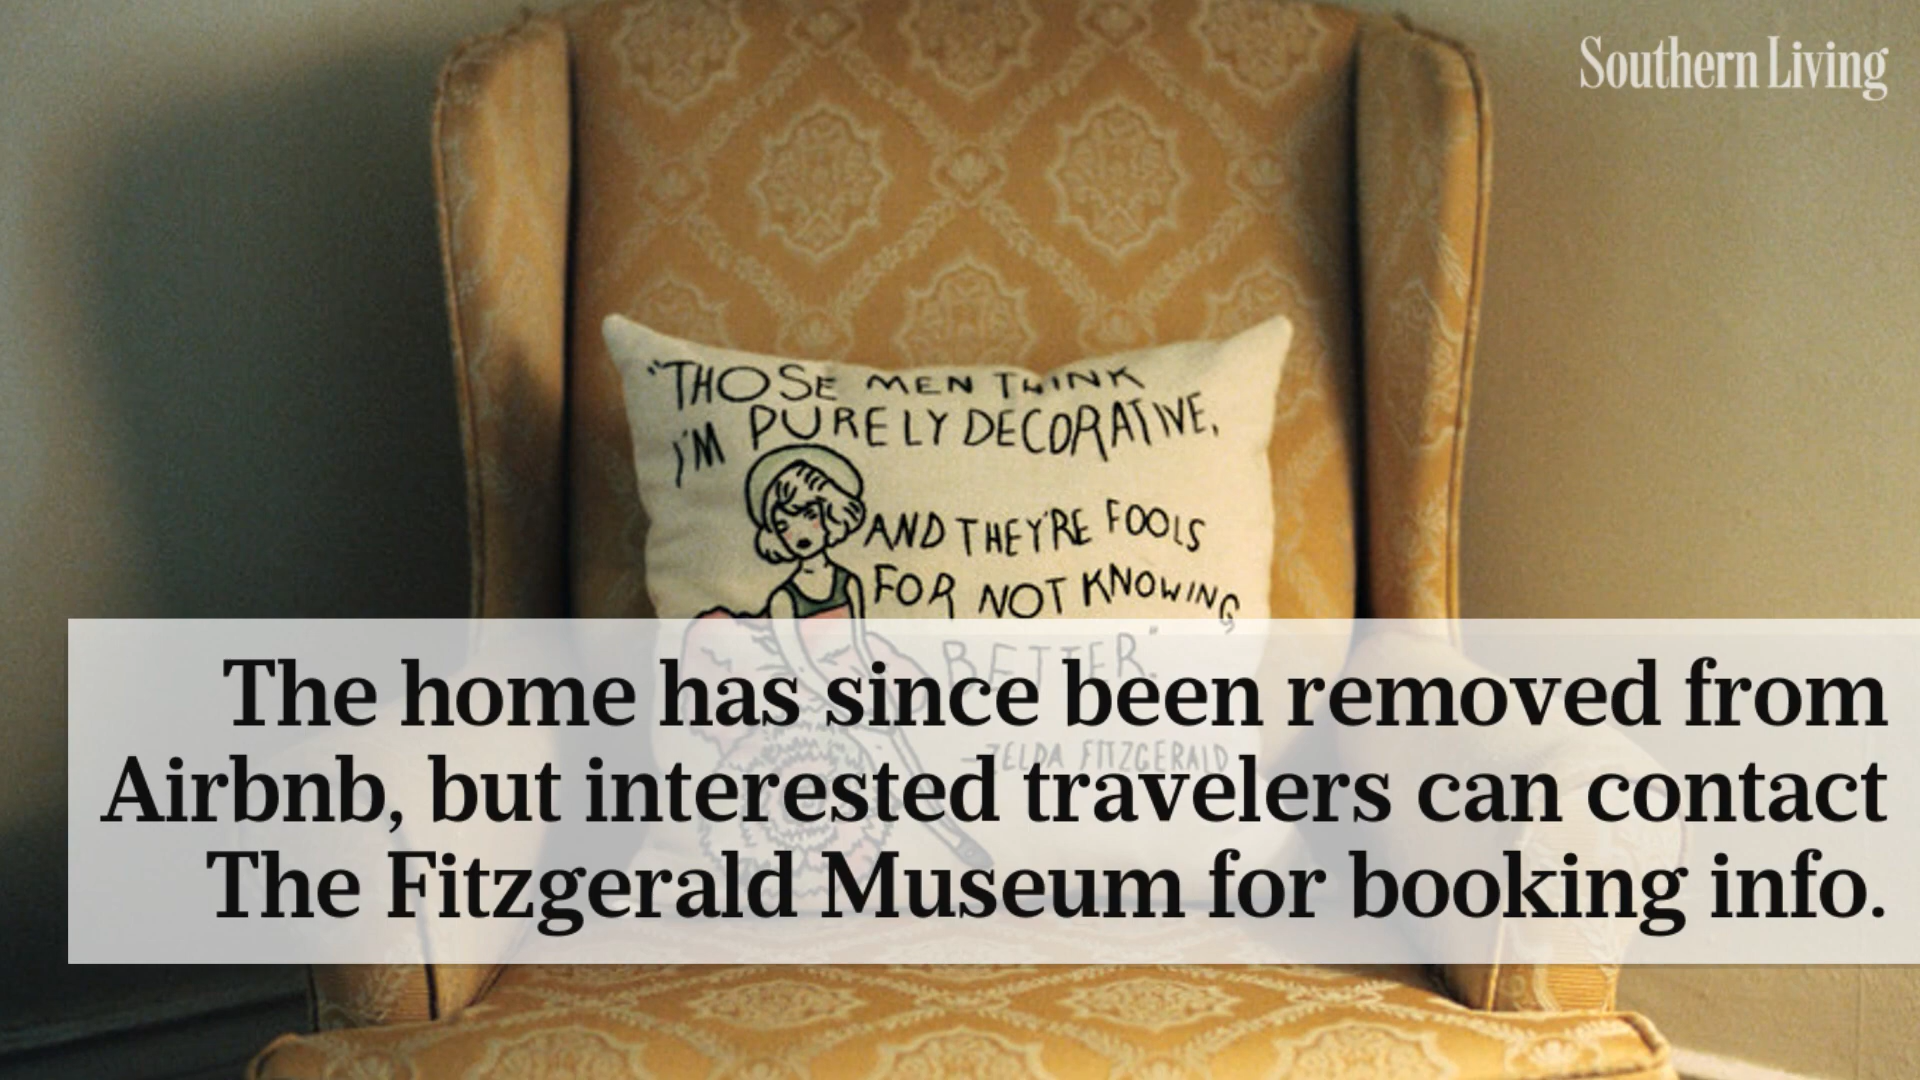 Southern Living
"THOSE MEN THINK
I'M PURELY DECORATIVE,
AND THEY'RE FOOLS
FOR NOT KNOWING
BETTER."
-ZELDA FITZGERALD
The home has since been removed from
Airbnb, but interested travelers can contact
The Fitzgerald Museum for booking info.